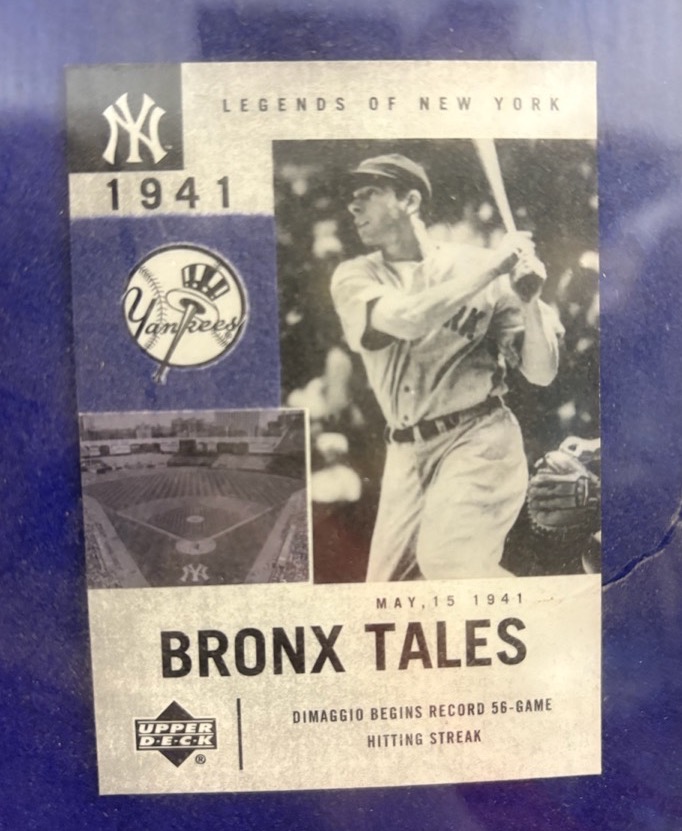 NY
LEGENDS OF NEW YORK
1941
Yankees
NY
MAY,15 1941
BRONX TALES
DIMAGGIO BEGINS RECORD 56-GAME
HITTING STREAK
UPPER
D·E·C·K
®